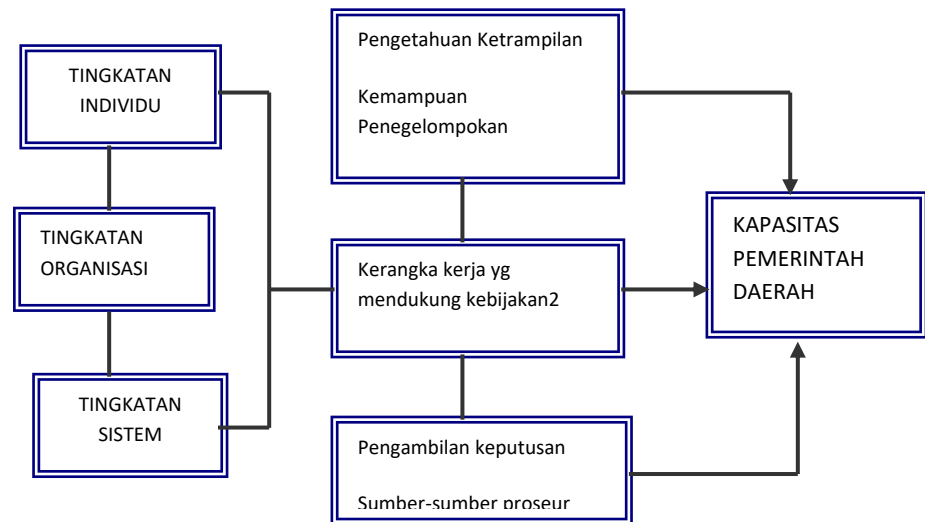 TINGKATAN
INDIVIDU
TINGKATAN
ORGANISASI
TINGKATAN
SISTEM
Pengetahuan Ketrampilan
Kemampuan
Penegelompokan
Kerangka kerja yg
mendukung kebijakan2
Pengambilan keputusan
Sumber-sumber proseur
KAPASITAS
PEMERINTAH
DAERAH